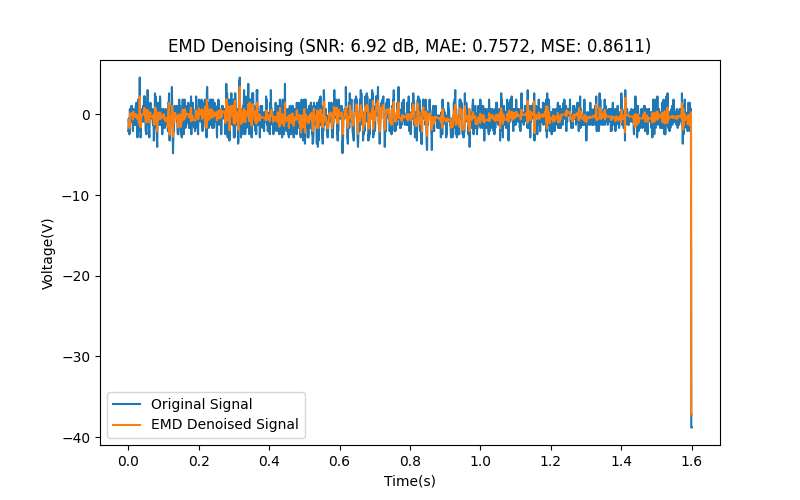 EMD Denoising (SNR: 6.92 dB, MAE: 0.7572, MSE: 0.8611)
0
−10
−20
−30
−40
Voltage(V)
Original Signal
EMD Denoised Signal
0.0 0.2 0.4 0.6 0.8 1.0 1.2 1.4 1.6
Time(s)